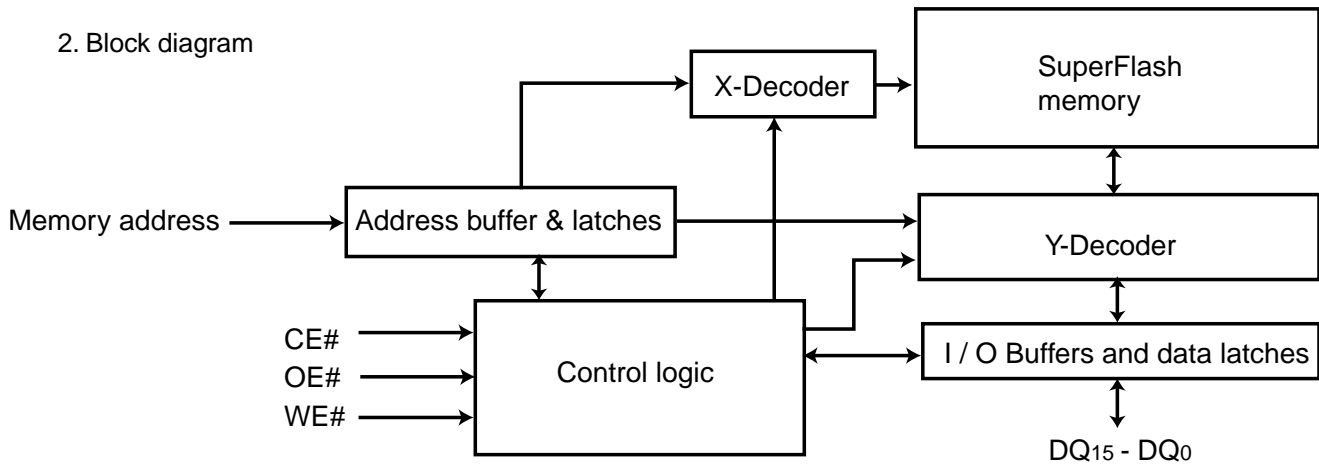 2. Block diagram
X-Decoder
SuperFlash
memory
Memory address
Address buffer & latches
Y-Decoder
CE#
OE#
WE#
Control logic
I / O Buffers and data latches
DQ15 - DQ0